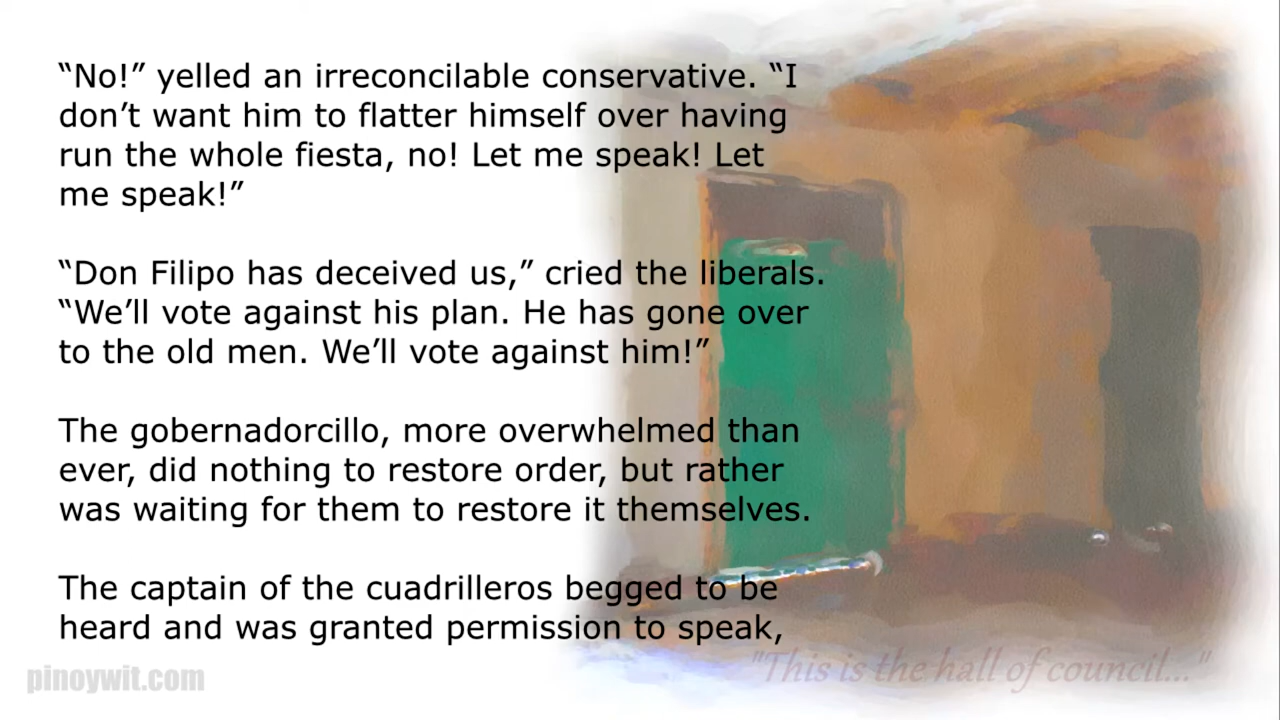 “No!” yelled an irreconcilable conservative. “I
don’t want him to flatter himself over having
run the whole fiesta, no! Let me speak! Let
me speak!”
“Don Filipo has deceived us,” cried the liberals.
“We’ll vote against his plan. He has gone over
to the old men. We’ll vote against him!”
The gobernadorcillo, more overwhelmed than
ever, did nothing to restore order, but rather
was waiting for them to restore it themselves.
The captain of the cuadrilleros begged to be
heard and was granted permission to speak,
"This is the hall of council..."
pinoywit.com